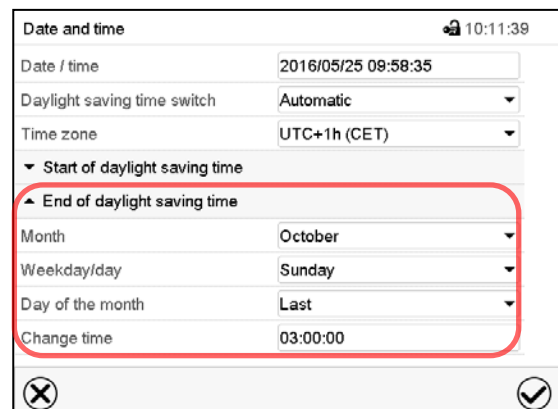 Date and time 10:11:39
Date / time 2016/05/25 09:58:35
Daylight saving time switch Automatic
Time zone UTC+1h (CET)
Start of daylight saving time
End of daylight saving time
Month October
Weekday/day Sunday
Day of the month Last
Change time 03:00:00